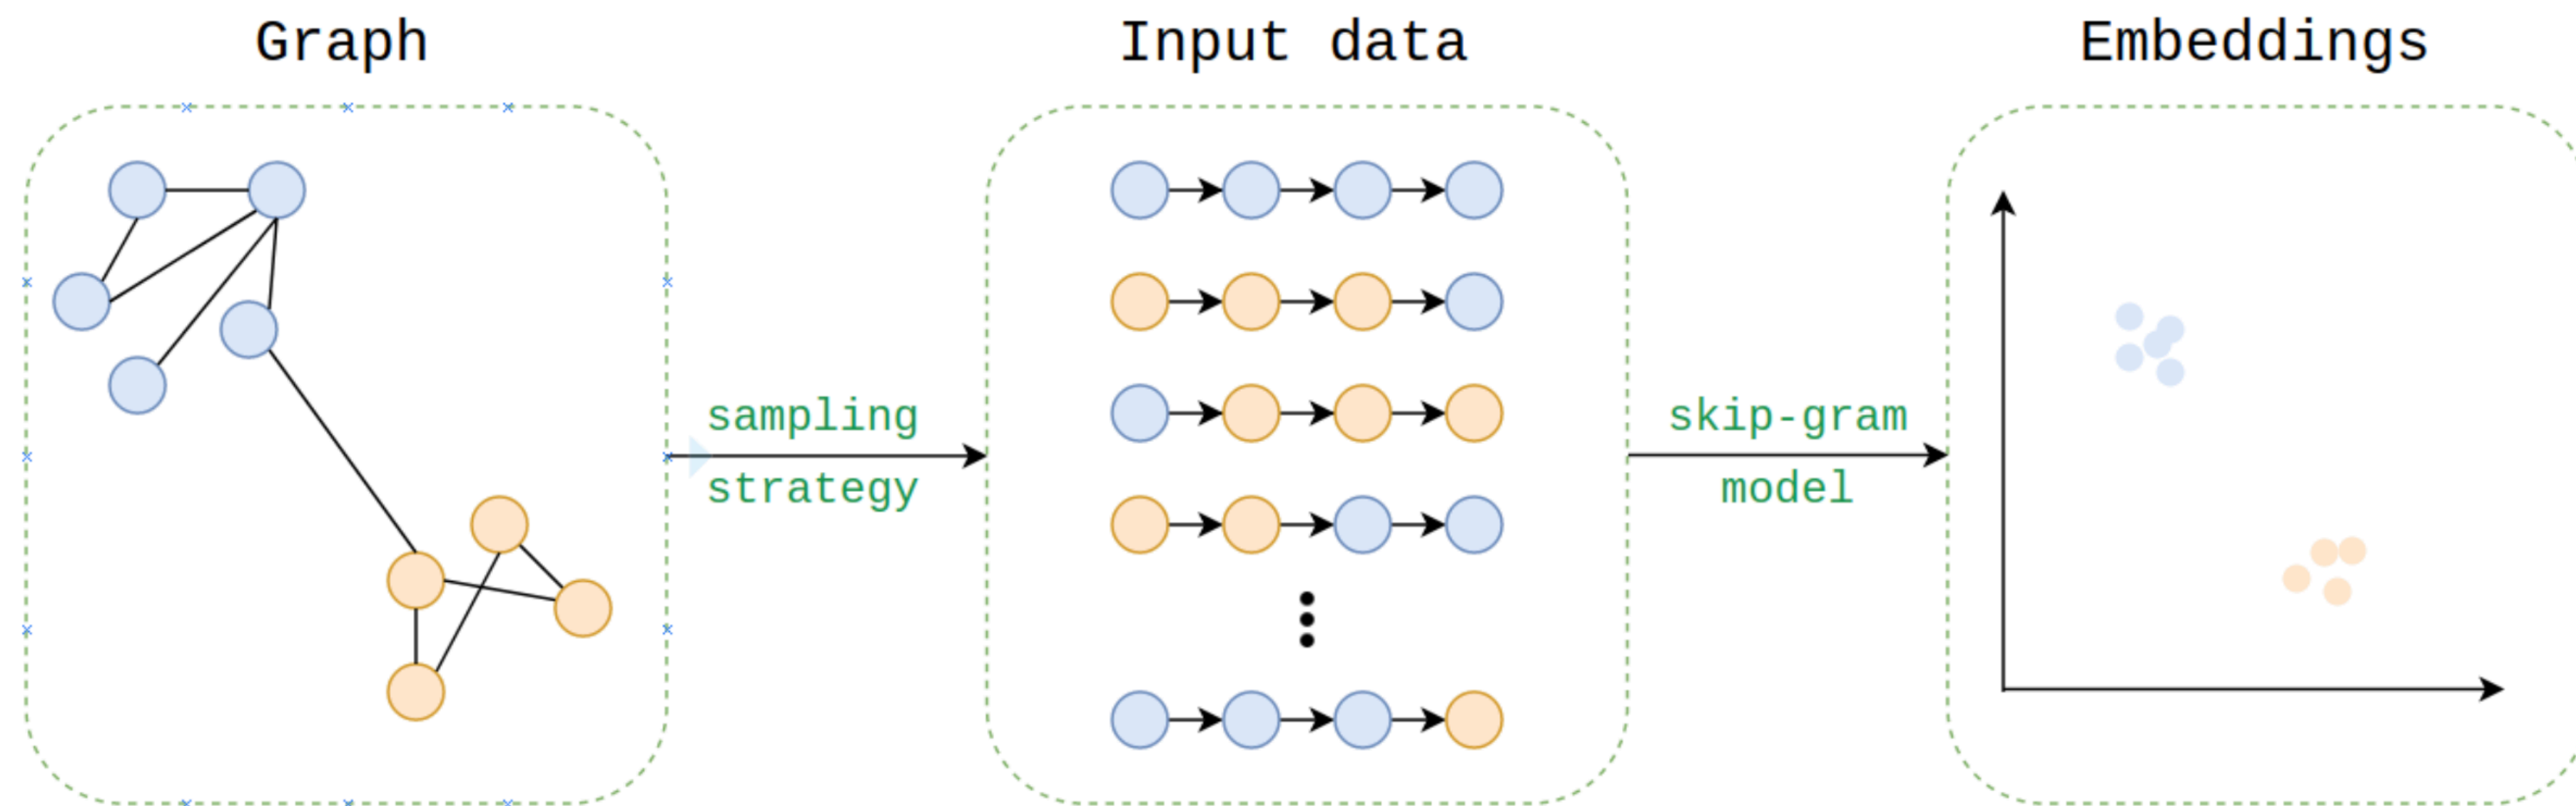 Graph
Input data
Embeddings
sampling
strategy
skip-gram
model